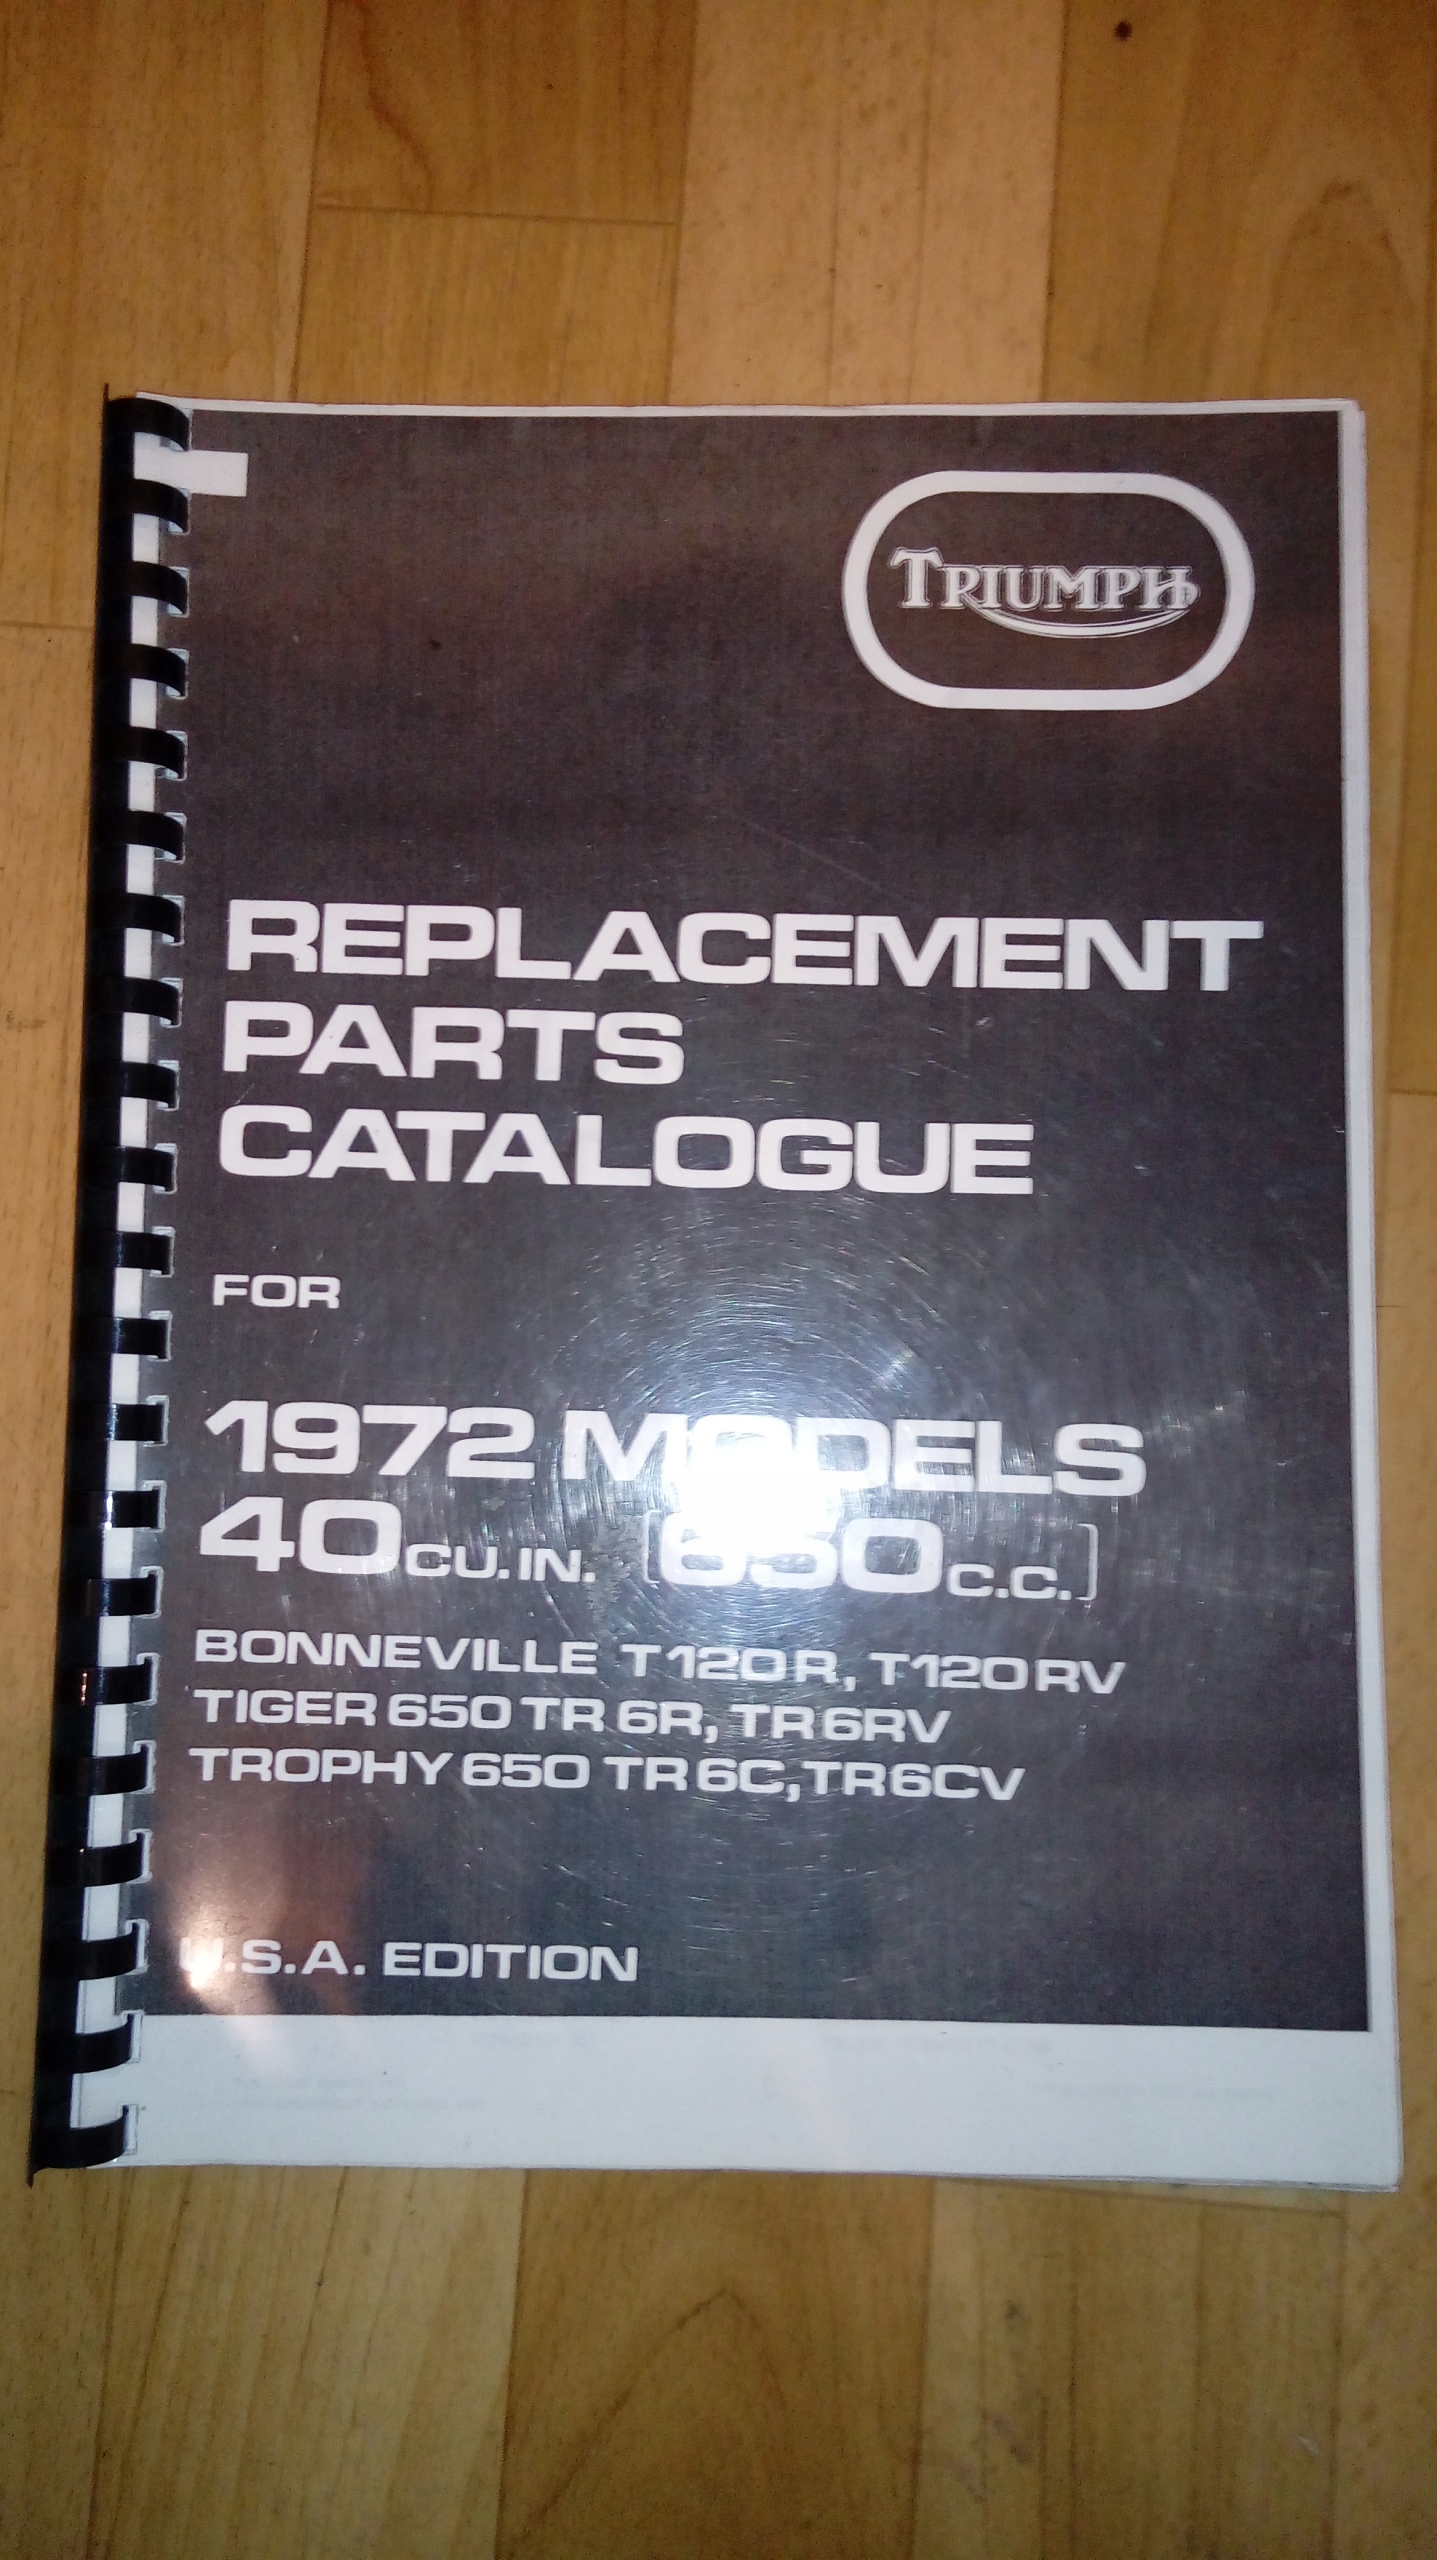 TRIUMPH
REPLACEMENT
PARTS
CATALOGUE
FOR
1972 MODELS
40 CU. IN. [650 C.C.]
BONNEVILLE T120R, T120RV
TIGER 650 TR6R, TR6RV
TROPHY 650 TR6C, TR6CV
U.S.A. EDITION